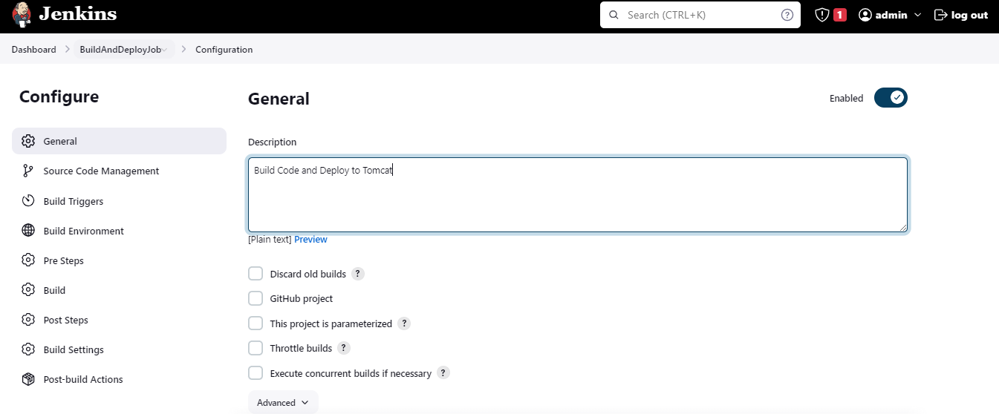 Jenkins
Search (CTRL+K)
?
1
admin
log out
Dashboard
BuildAndDeployJob
Configuration
Configure
General
Source Code Management
Build Triggers
Build Environment
Pre Steps
Build
Post Steps
Build Settings
Post-build Actions
General
Enabled
Description
Build Code and Deploy to Tomcat
[Plain text] Preview
Discard old builds ?
GitHub project
This project is parameterized ?
Throttle builds ?
Execute concurrent builds if necessary ?
Advanced